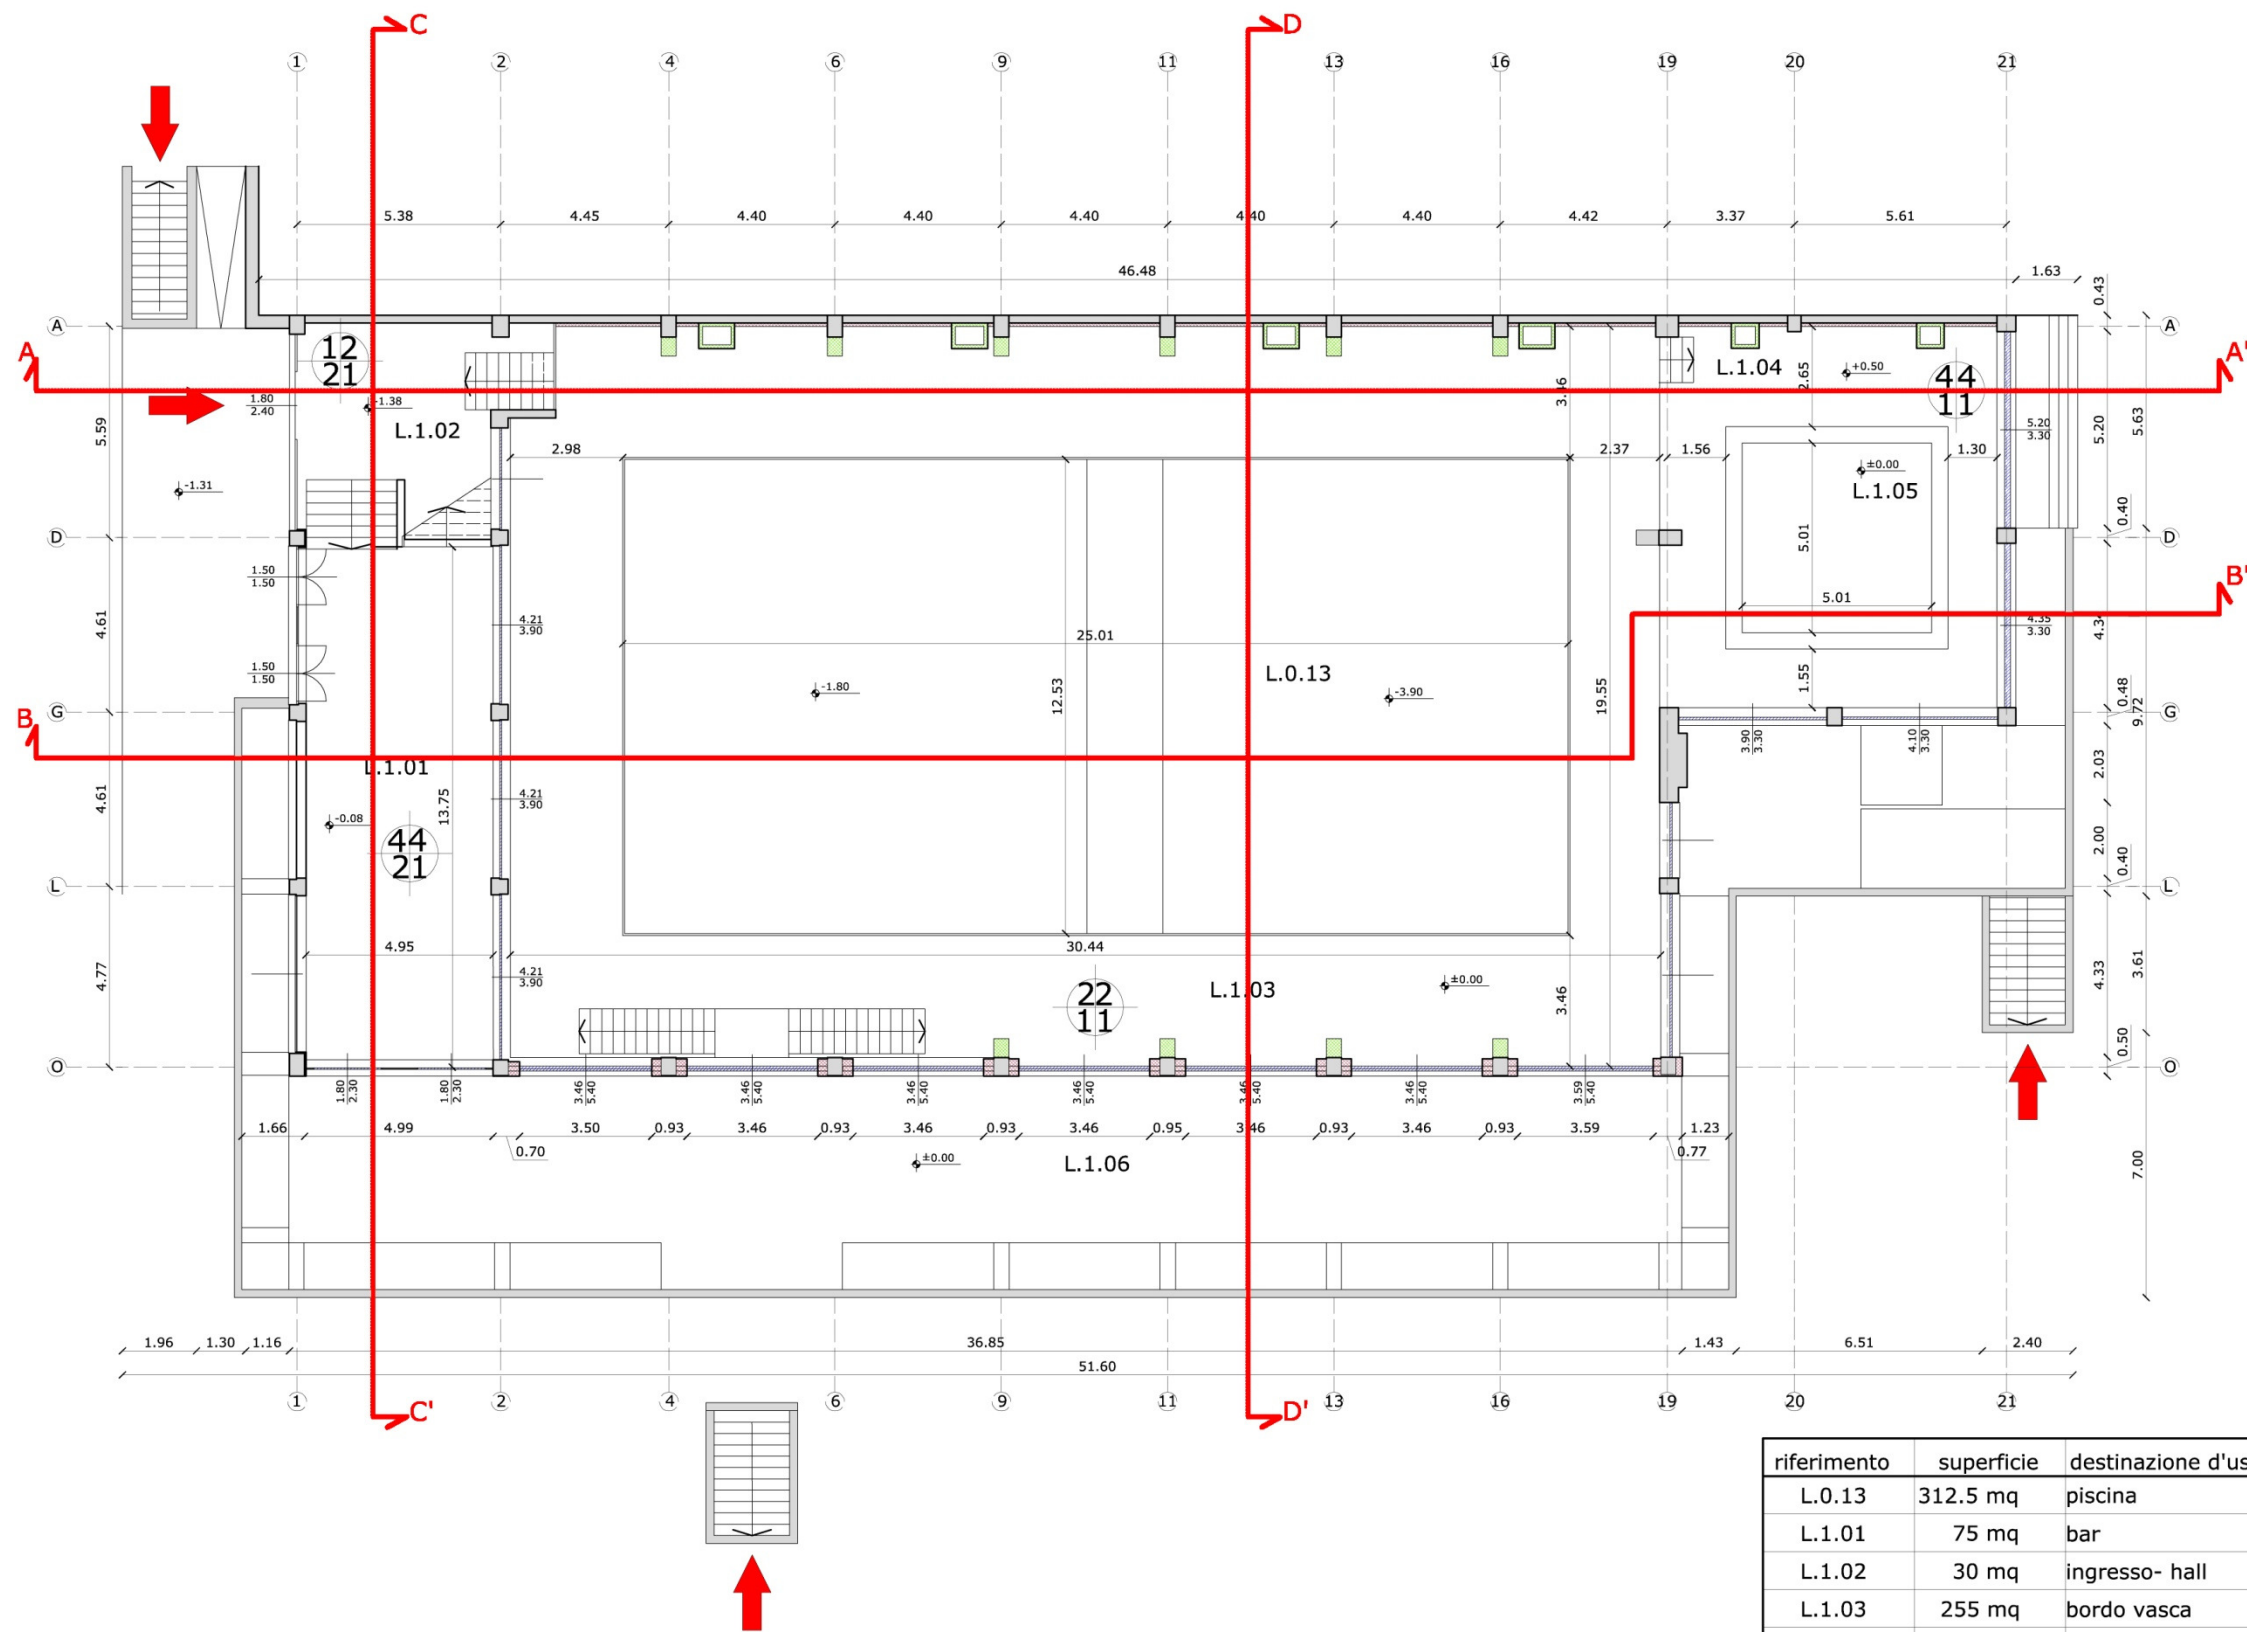 C
D
1 2 4 6 9 11 13 16 19 20 21
5.38 4.45 4.40 4.40 4.40 4.40 4.40 4.42 3.37 5.61
46.48 1.63
0.43
A A
A A'
12
21
L.1.04
+0.50
44
11
1.80
2.40
-1.38
L.1.02
3.46
2.65
5.20
3.30
5.59
5.20
5.63
2.98 2.37 1.56 1.30
±0.00
L.1.05
-1.31
0.40
D D
5.01
1.50
1.50
B'
5.01
4.61
4.21
3.90
25.01
4.35
3.30
4.34
1.50
1.50
L.0.13
-1.80
-3.90
12.53
19.55
1.55
0.48
9.72
B
G G
3.90
3.30
4.10
3.30
L.1.01
2.03
4.61
13.75
4.21
3.90
-0.08
44
21
2.00
0.40
L L
4.95 30.44
4.77
4.21
3.90
L.1.03
±0.00
22
11
3.46
4.33
3.61
0.50
O O
1.80
2.30
1.80
2.30
3.46
5.40
3.46
5.40
3.46
5.40
3.46
5.40
3.46
5.40
3.46
5.40
3.59
5.40
1.66 4.99 3.50 0.93 3.46 0.93 3.46 0.93 3.46 0.95 3.46 0.93 3.46 0.93 3.59 1.23
0.70 0.77
±0.00
L.1.06
7.00
1.96 1.30 1.16 36.85 1.43 6.51 2.40
51.60
1 2 4 6 9 11 13 16 19 20 21
C'
D'
riferimento superficie destinazione d'us
L.0.13 312.5 mq piscina
L.1.01 75 mq bar
L.1.02 30 mq ingresso- hall
L.1.03 255 mq bordo vasca